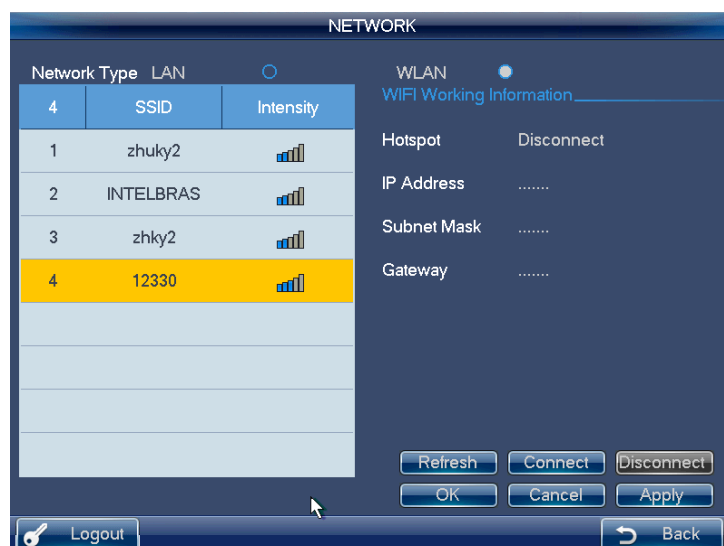 NETWORK
Network Type LAN WLAN
WIFI Working Information
4 SSID Intensity
1 zhuky2
2 INTELBRAS
3 zhky2
4 12330
Hotspot Disconnect
IP Address .......
Subnet Mask .......
Gateway .......
Refresh Connect Disconnect
OK Cancel Apply
Logout Back